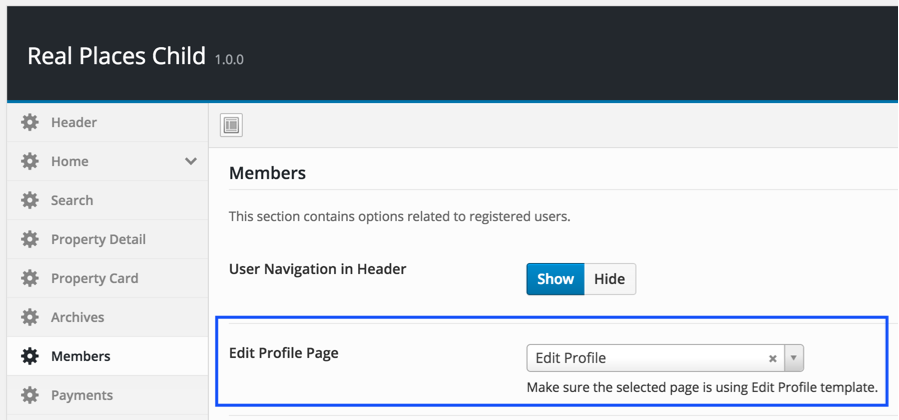 Real Places Child 1.0.0
Header
Home
Search
Property Detail
Property Card
Archives
Members
Payments
Members
This section contains options related to registered users.
User Navigation in Header
Show Hide
Edit Profile Page
Edit Profile
Make sure the selected page is using Edit Profile template.